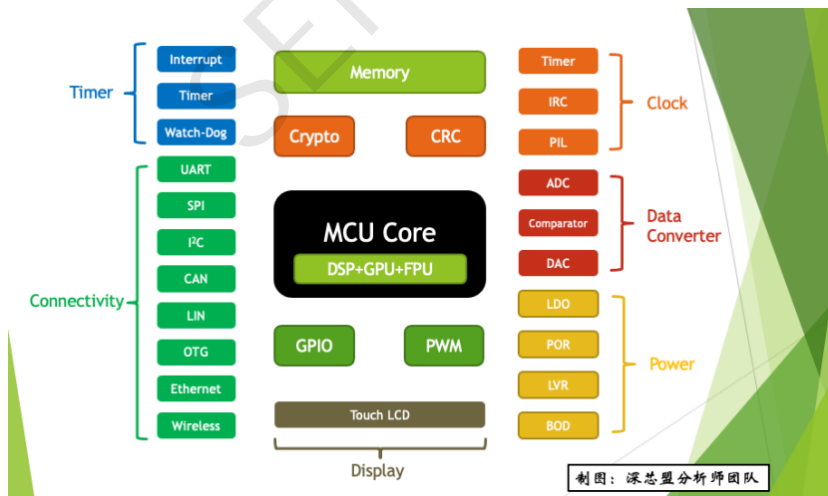 Timer
Interrupt
Timer
Watch-Dog
Connectivity
UART
SPI
I²C
CAN
LIN
OTG
Ethernet
Wireless
Memory
Crypto
CRC
MCU Core
DSP+GPU+FPU
GPIO
PWM
Touch LCD
Display
Timer
IRC
PIL
Clock
ADC
Comparator
DAC
Data
Converter
LDO
POR
LVR
BOD
Power
制图：深芯盟分析师团队